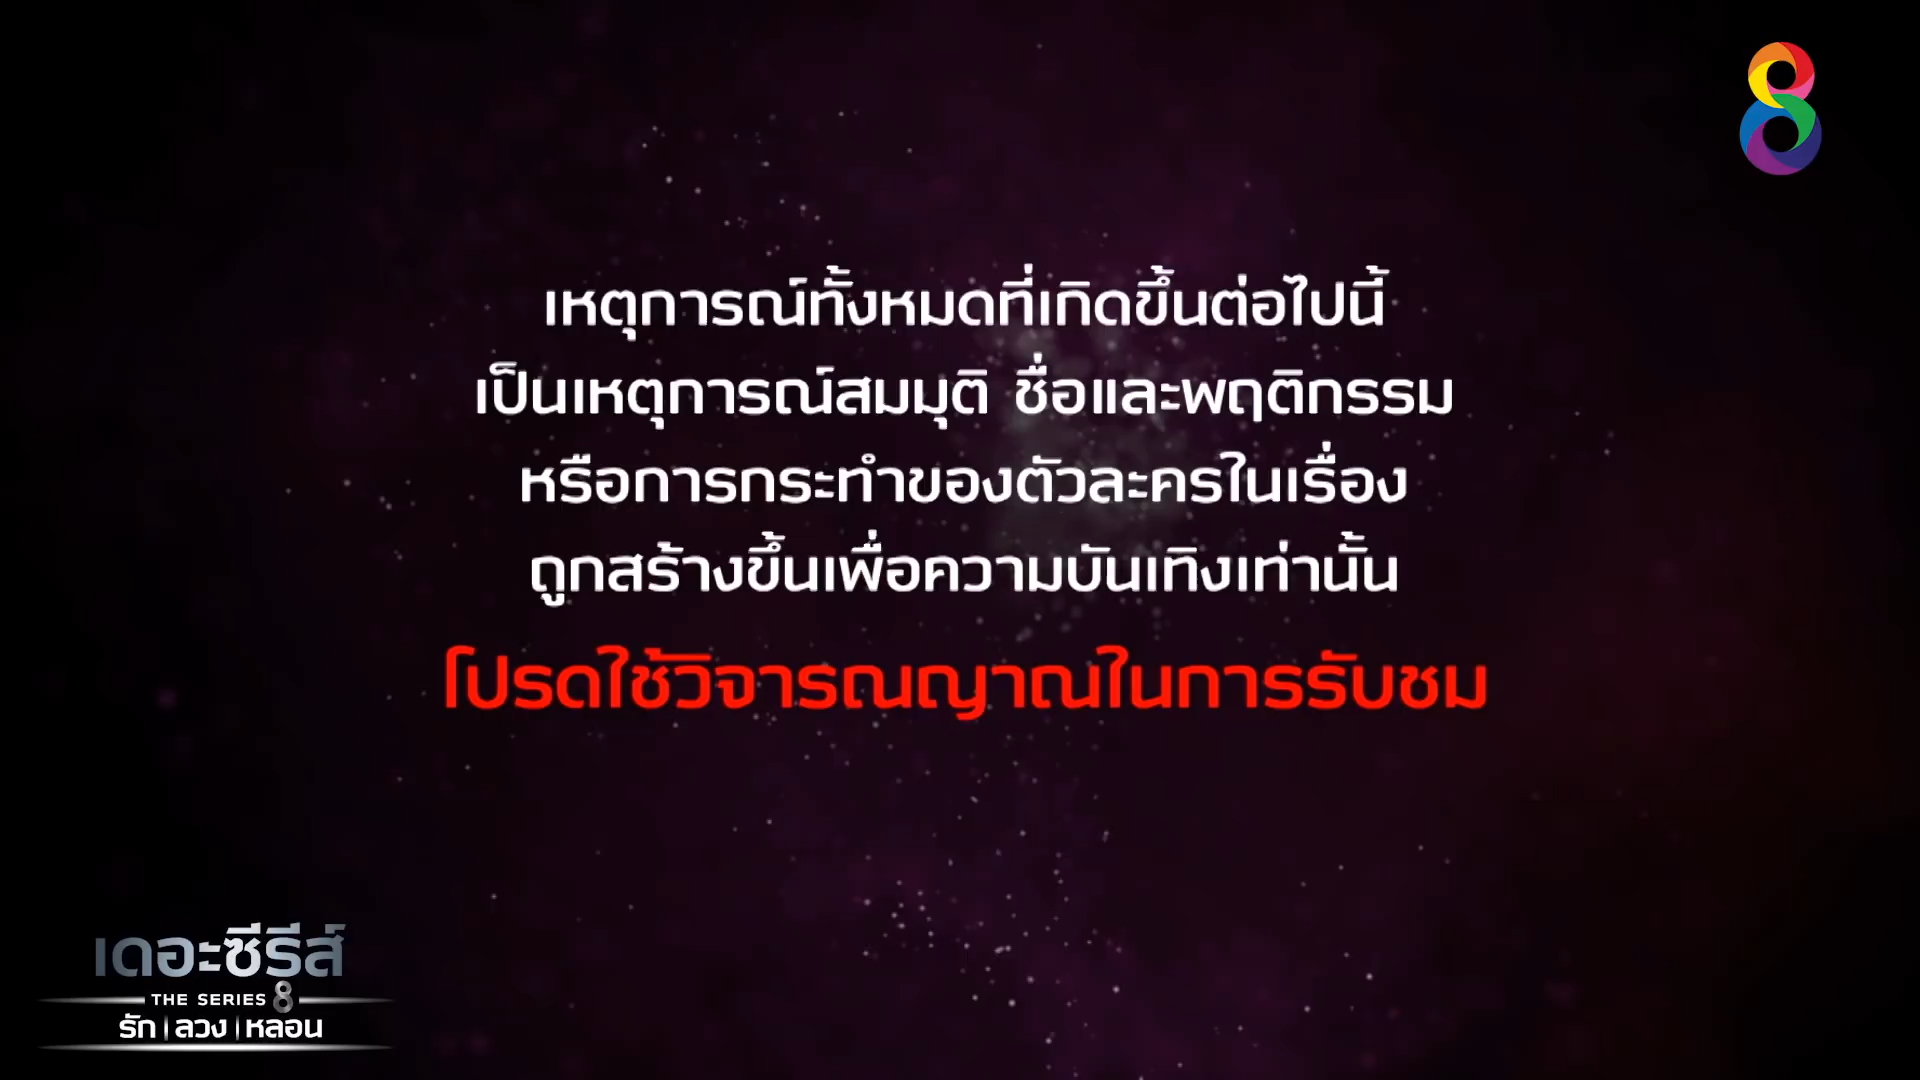 เหตุการณ์ทั้งหมดที่เกิดขึ้นต่อไปนี้
เป็นเหตุการณ์สมมุติ ชื่อและพฤติกรรม
หรือการกระทำของตัวละครในเรื่อง
ถูกสร้างขึ้นเพื่อความบันเทิงเท่านั้น
โปรดใช้วิจารณญาณในการรับชม
8
เดอะซีรีส์
THE SERIES 8
รัก | ลวง | หลอน